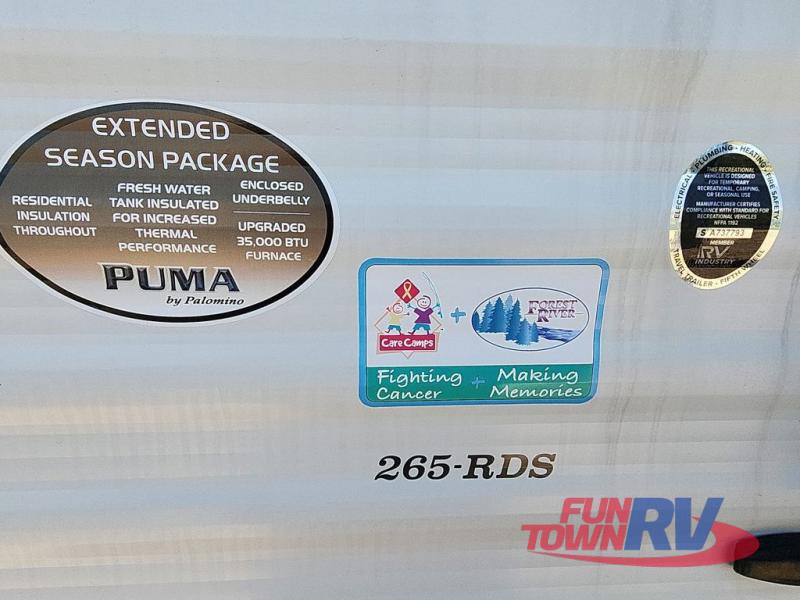 EXTENDED
SEASON PACKAGE
RESIDENTIAL
INSULATION
THROUGHOUT
FRESH WATER
TANK INSULATED
FOR INCREASED
THERMAL
PERFORMANCE
ENCLOSED
UNDERBELLY
UPGRADED
35,000 BTU
FURNACE
PUMA
by Palomino
ELECTRICAL - PLUMBING - HEATING - FIRE SAFETY
THIS RECREATIONAL
VEHICLE IS DESIGNED
FOR TEMPORARY
RECREATIONAL, CAMPING,
OR SEASONAL USE
MANUFACTURER CERTIFIES
COMPLIANCE WITH STANDARD FOR
RECREATIONAL VEHICLES
NFPA 1192
A737793
MEMBER
RV
INDUSTRY
TRAVEL TRAILER - FIFTH WHEEL
Care Camps
+
FOREST
RIVER
Fighting
Cancer
+
Making
Memories
265-RDS
FUN
TOWN
RV